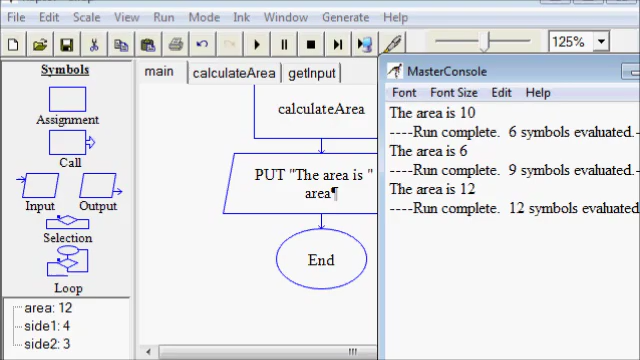 File Edit Scale View Run Mode Ink Window Generate Help
125%
Symbols
Assignment
Call
Input Output
Selection
Loop
area: 12
side1: 4
side2: 3
main calculateArea getInput
calculateArea
PUT "The area is "
area¶
End
MasterConsole
Font Font Size Edit Help
The area is 10
----Run complete. 6 symbols evaluated.-
The area is 6
----Run complete. 9 symbols evaluated.-
The area is 12
----Run complete. 12 symbols evaluated